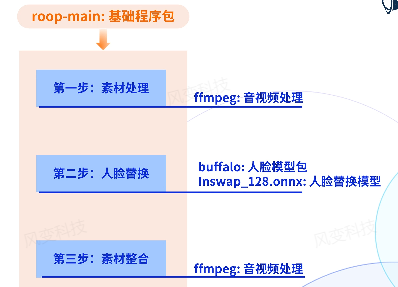 roop-main: 基础程序包
第一步：素材处理
ffmpeg: 音视频处理
风变科技
buffalo: 人脸模型包
第二步：人脸替换
Inswap_128.onnx: 人脸替换模型
风变科技
风变科技
第三步：素材整合
ffmpeg: 音视频处理